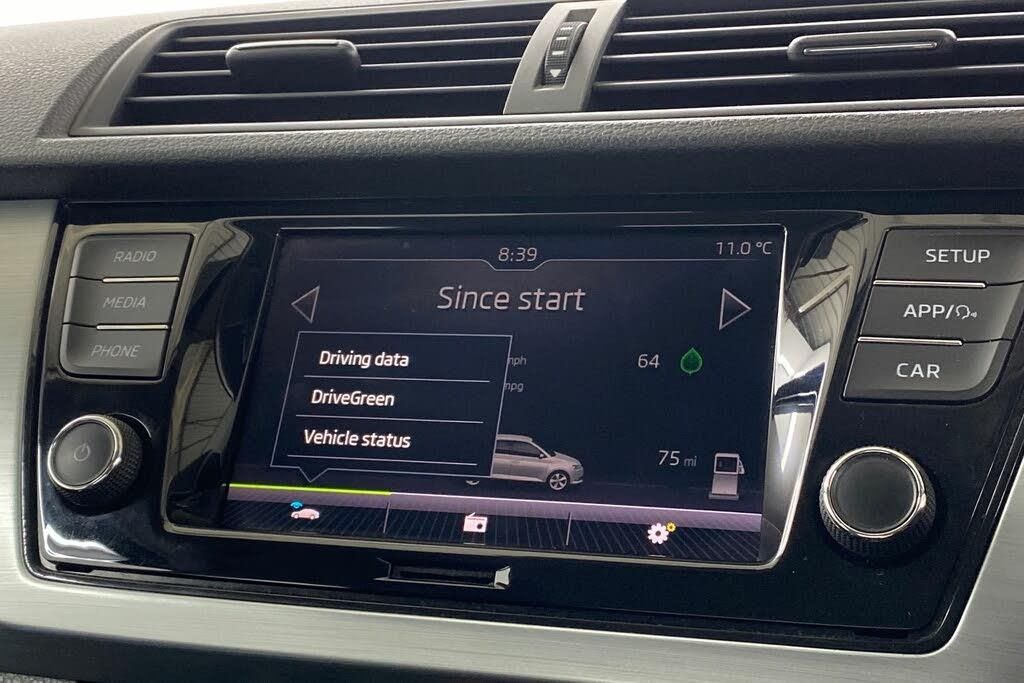 RADIO
MEDIA
PHONE
8:39
11.0 °C
Since start
Driving data
DriveGreen
Vehicle status
mph
mpg
64
75 mi
SETUP
APP/
CAR